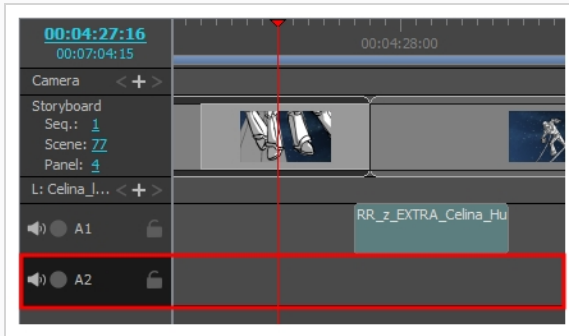 00:04:27:16
00:07:04:15
00:04:28:00
Camera < + >
Storyboard
Seq.: 1
Scene: 77
Panel: 4
L: Celina_l... < + >
A1
RR_z_EXTRA_Celina_Hu
A2